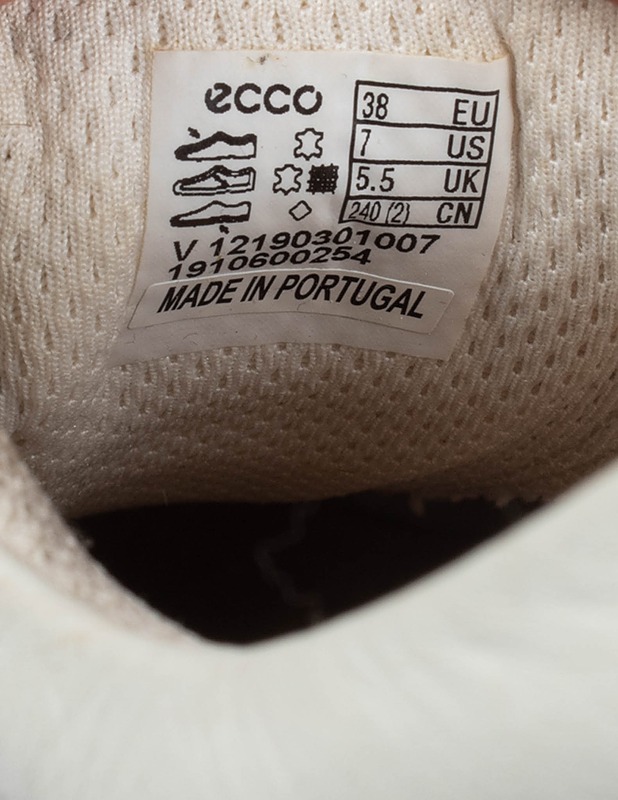 ecco
38 EU
7 US
5.5 UK
240 (2) CN
V 12190301007
1910600254
MADE IN PORTUGAL